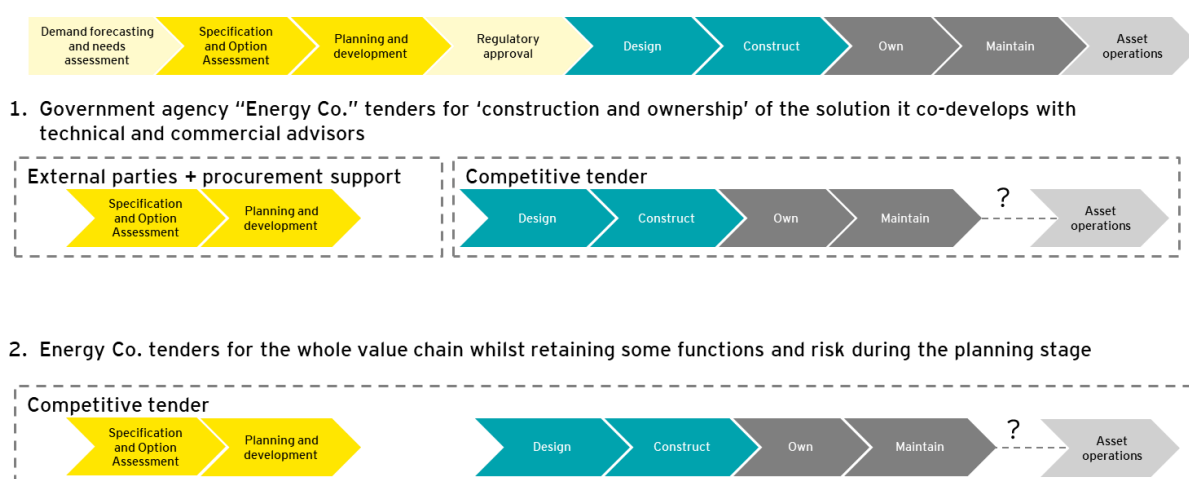 Demand forecasting
and needs
assessment
Specification
and Option
Assessment
Planning and
development
Regulatory
approval
Design
Construct
Own
Maintain
Asset
operations
1. Government agency “Energy Co.” tenders for ‘construction and ownership’ of the solution it co-develops with
technical and commercial advisors
External parties + procurement support
Specification
and Option
Assessment
Planning and
development
Competitive tender
Design
Construct
Own
Maintain
?
Asset
operations
2. Energy Co. tenders for the whole value chain whilst retaining some functions and risk during the planning stage
Competitive tender
Specification
and Option
Assessment
Planning and
development
Design
Construct
Own
Maintain
?
Asset
operations